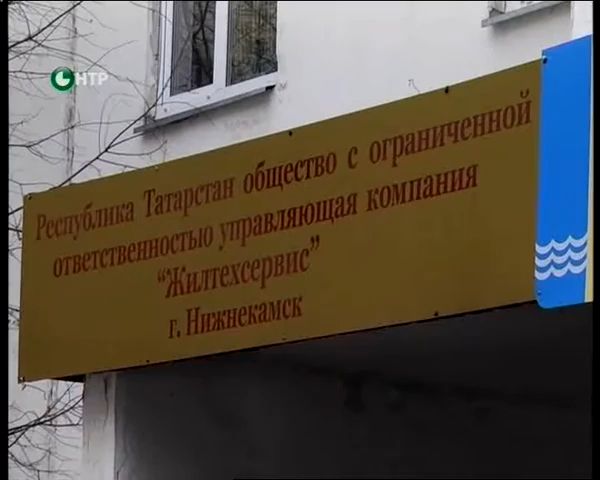 НТР
Республика Татарстан общество с ограниченной
ответственностью управляющая компания
“Жилтехсервис”
г. Нижнекамск